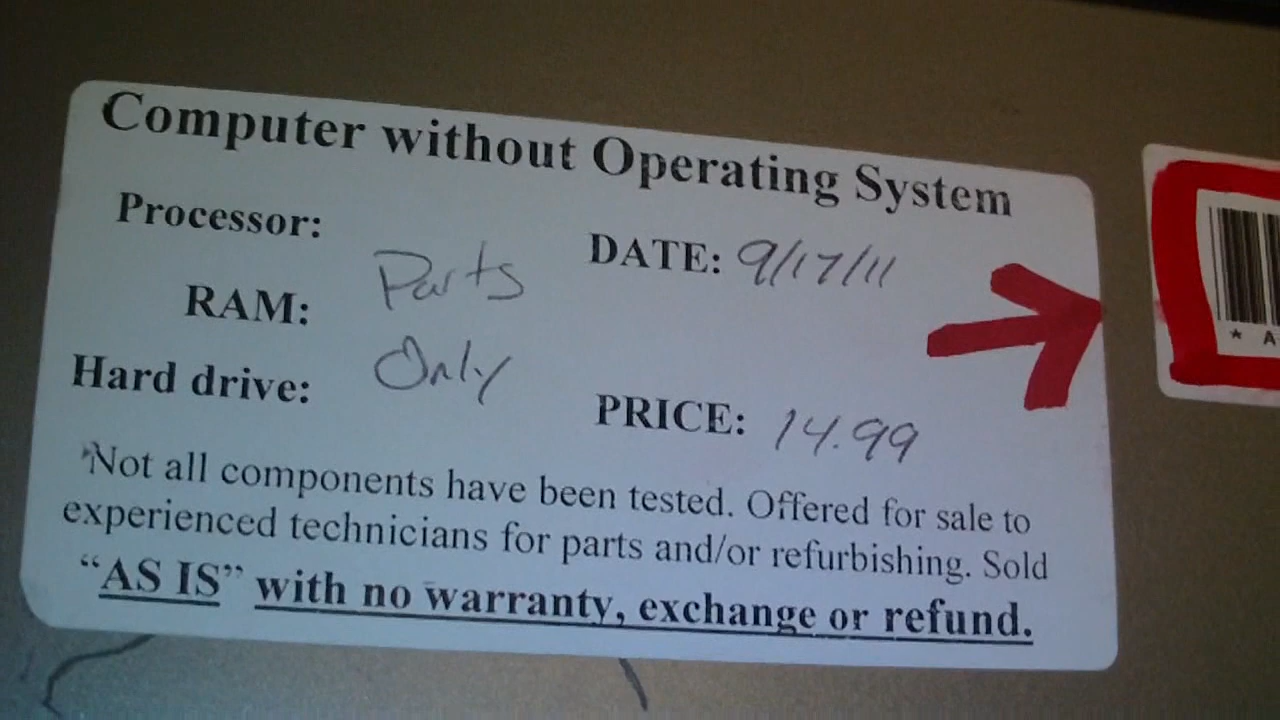 Computer without Operating System
Processor:
DATE: 9/17/11
Parts
RAM:
Only
Hard drive:
PRICE: 14.99
Not all components have been tested. Offered for sale to
experienced technicians for parts and/or refurbishing. Sold
“AS IS” with no warranty, exchange or refund.
* A